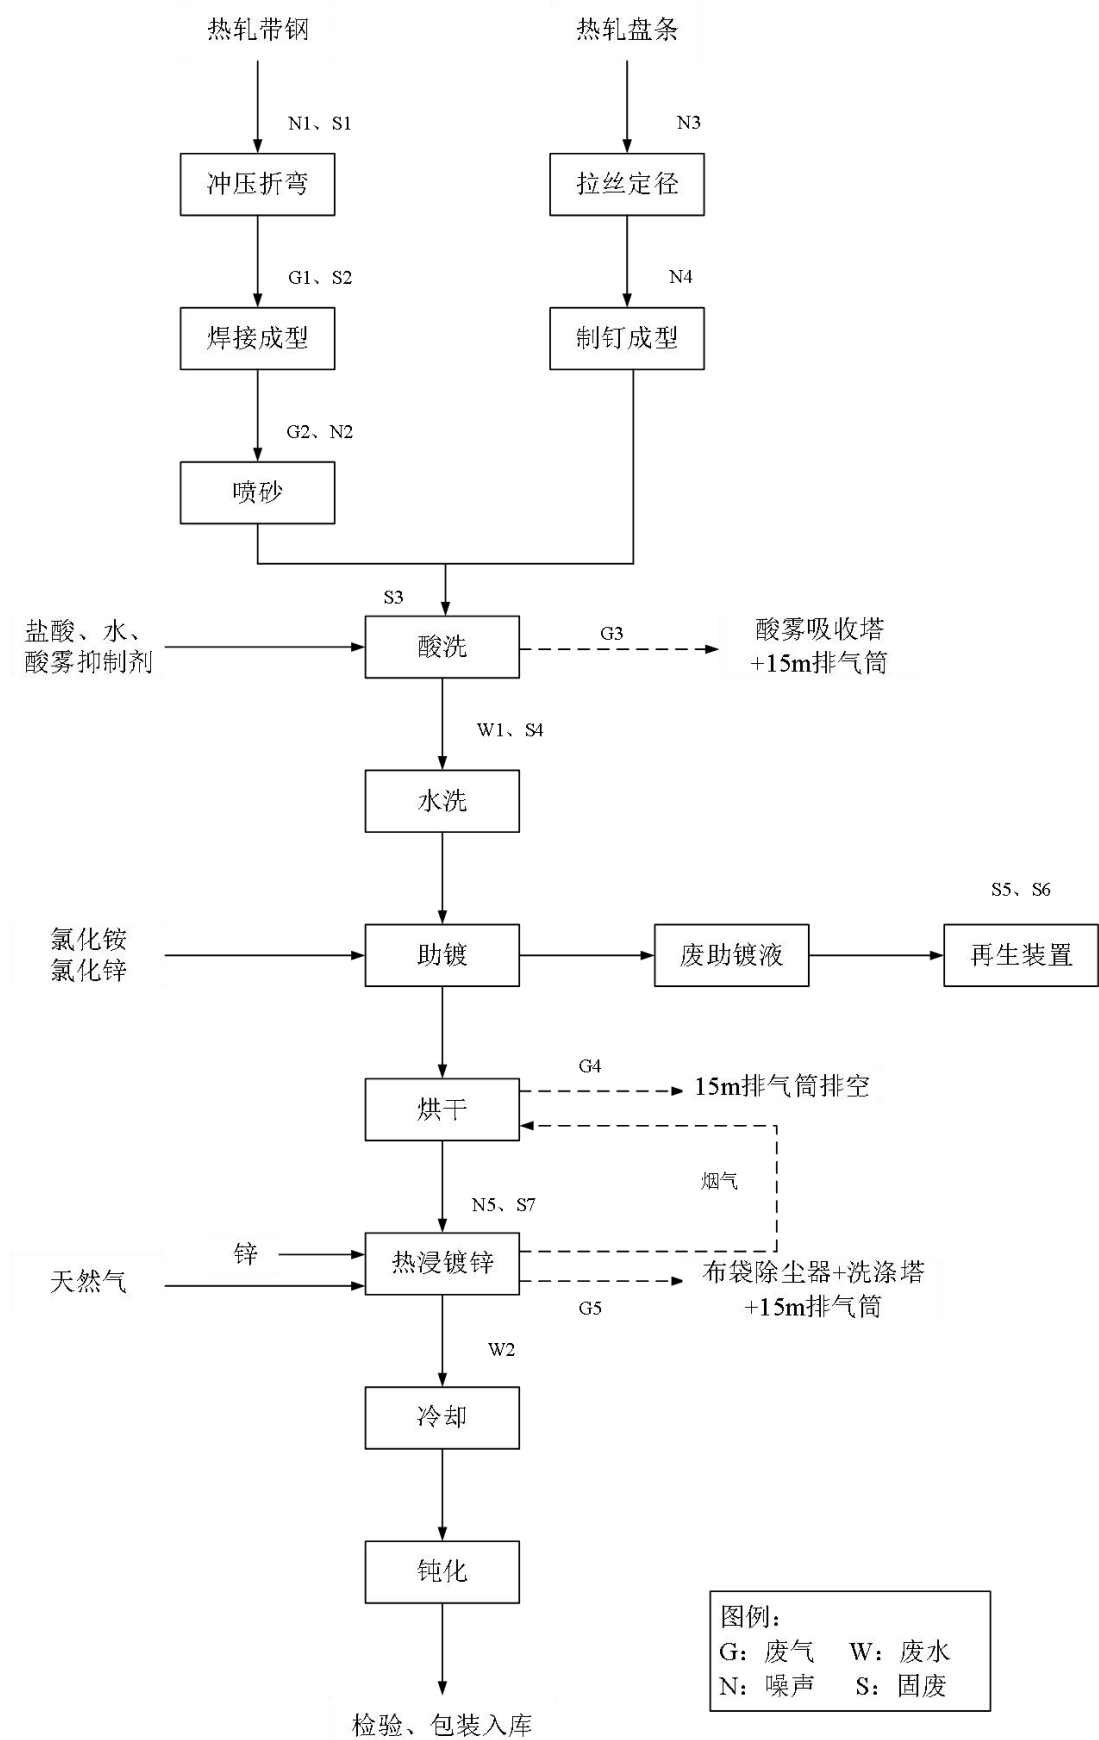 热轧带钢
热轧盘条
N1、S1
N3
冲压折弯
拉丝定径
G1、S2
N4
焊接成型
制钉成型
G2、N2
喷砂
S3
盐酸、水、
酸雾抑制剂
酸洗
G3
酸雾吸收塔
+15m排气筒
W1、S4
水洗
S5、S6
氯化铵
氯化锌
助镀
废助镀液
再生装置
G4
15m排气筒排空
烘干
烟气
N5、S7
锌
天然气
热浸镀锌
布袋除尘器+洗涤塔
+15m排气筒
G5
W2
冷却
钝化
图例：
G：废气 W：废水
N：噪声 S：固废
检验、包装入库